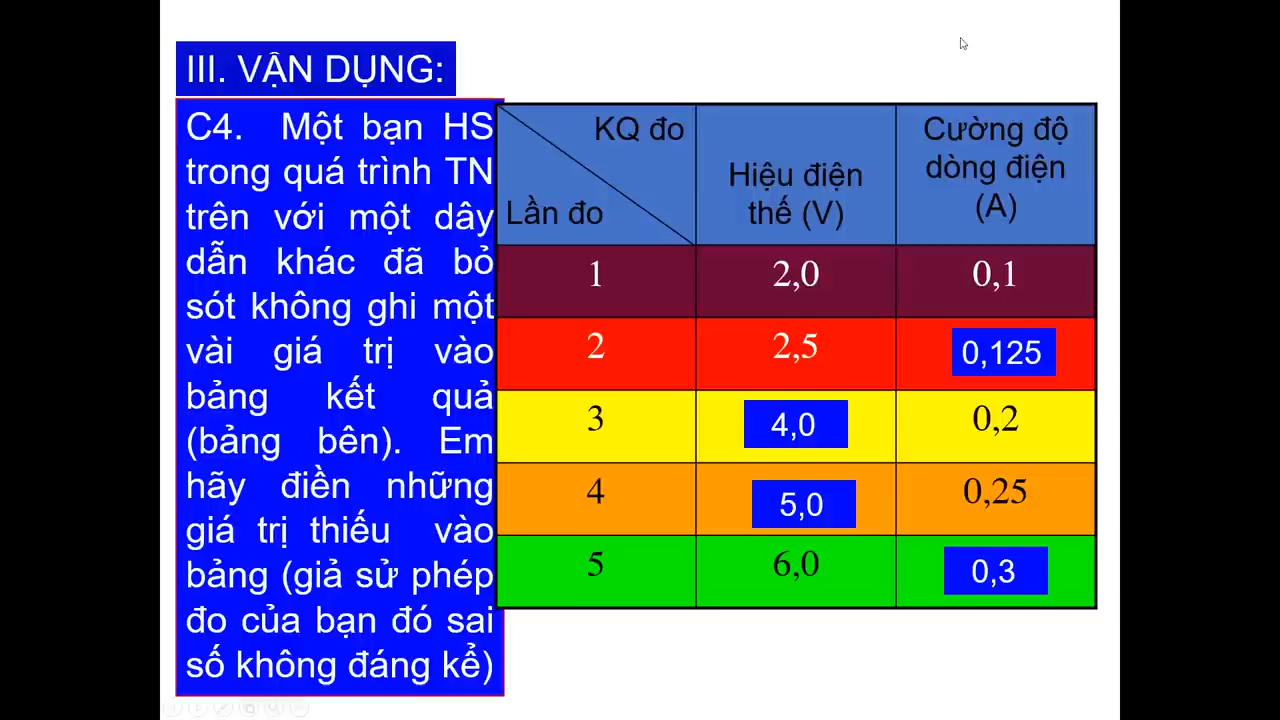 III. VẬN DỤNG:
C4. Một bạn HS
trong quá trình TN
trên với một dây
dẫn khác đã bỏ
sót không ghi một
vài giá trị vào
bảng kết quả
(bảng bên). Em
hãy điền những
giá trị thiếu vào
bảng (giả sử phép
đo của bạn đó sai
số không đáng kể)
KQ đo
Lần đo
Hiệu điện
thế (V)
Cường độ
dòng điện
(A)
1 2,0 0,1
2 2,5 0,125
3 4,0 0,2
4 5,0 0,25
5 6,0 0,3